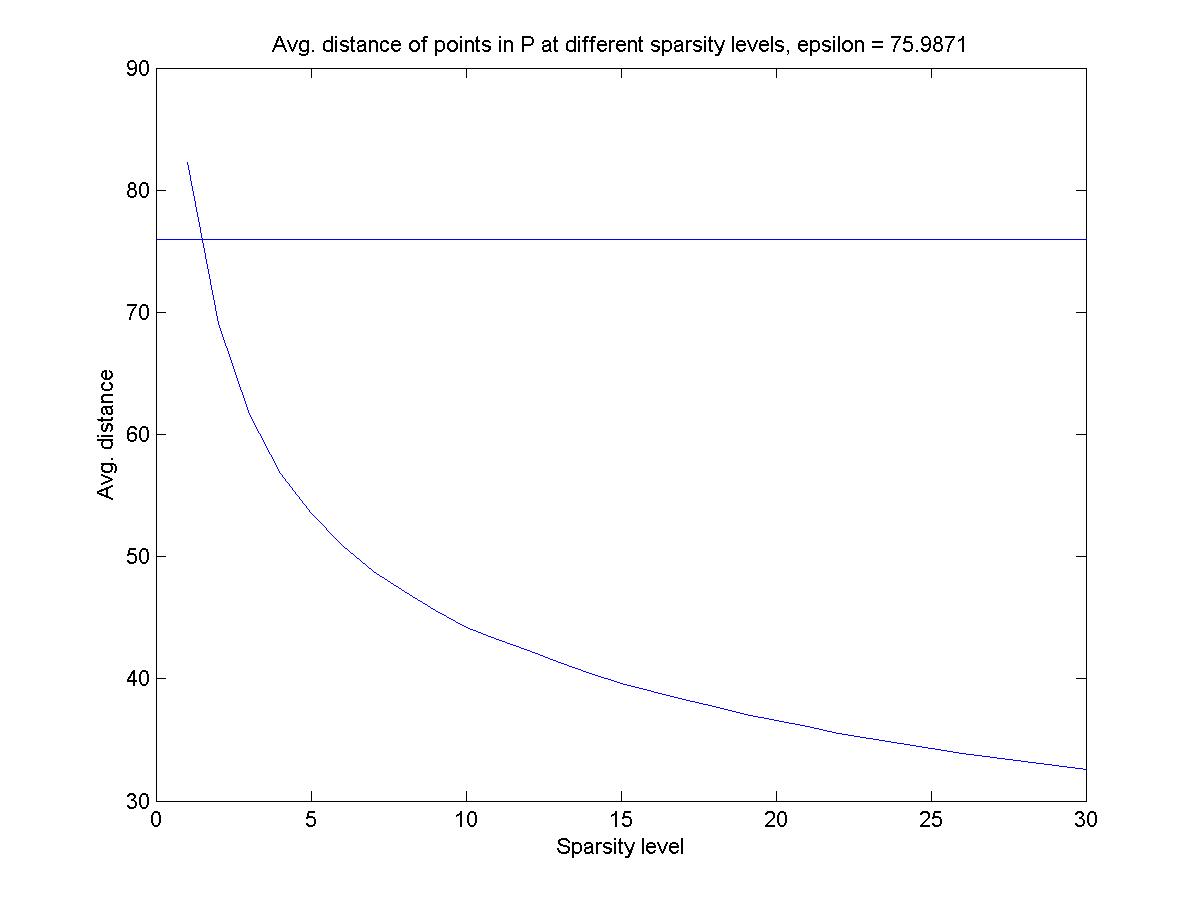 Avg. distance of points in P at different sparsity levels, epsilon = 75.9871
90
80
70
60
50
40
30
Avg. distance
0 5 10 15 20 25 30
Sparsity level